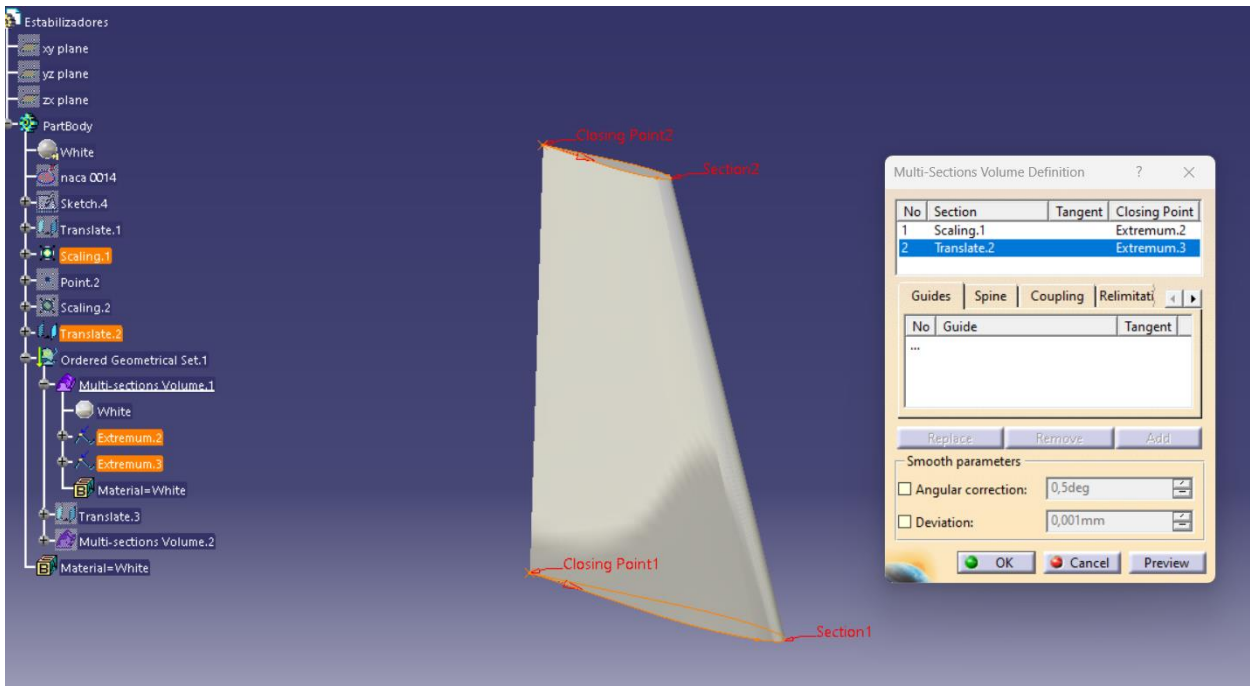 Estabilizadores
xy plane
yz plane
zx plane
PartBody
White
naca 0014
Sketch.4
Translate.1
Scaling.1
Point.2
Scaling.2
Translate.2
Ordered Geometrical Set.1
Multi-sections Volume.1
White
Extremum.2
Extremum.3
Material=White
Translate.3
Multi-sections Volume.2
Material=White
Closing Point2
Section2
Closing Point1
Section1
Multi-Sections Volume Definition ? ×
No Section Tangent Closing Point
1 Scaling.1 Extremum.2
2 Translate.2 Extremum.3
Guides Spine Coupling Relimitati
No Guide Tangent
...
Replace Remove Add
Smooth parameters
Angular correction: 0,5deg
Deviation: 0,001mm
OK Cancel Preview